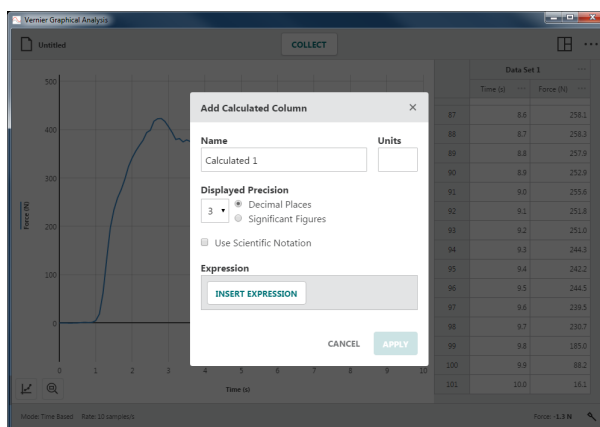 Vernier Graphical Analysis
Untitled
COLLECT
Data Set 1
Time (s) Force (N)
87 8.6 258.1
88 8.7 258.3
89 8.8 257.9
90 8.9 252.9
91 9.0 255.6
92 9.1 251.8
93 9.2 251.0
94 9.3 244.3
95 9.4 242.2
96 9.5 244.5
97 9.6 239.5
98 9.7 230.7
99 9.8 185.0
100 9.9 88.2
101 10.0 16.1
Force (N)
500
400
300
200
100
0
0 1 2 3 4 5 6 7 8 9 10
Time (s)
Add Calculated Column
Name Units
Calculated 1
Displayed Precision
3 Decimal Places
Significant Figures
Use Scientific Notation
Expression
INSERT EXPRESSION
CANCEL APPLY
Mode: Time Based Rate: 10 samples/s Force: -1.3 N